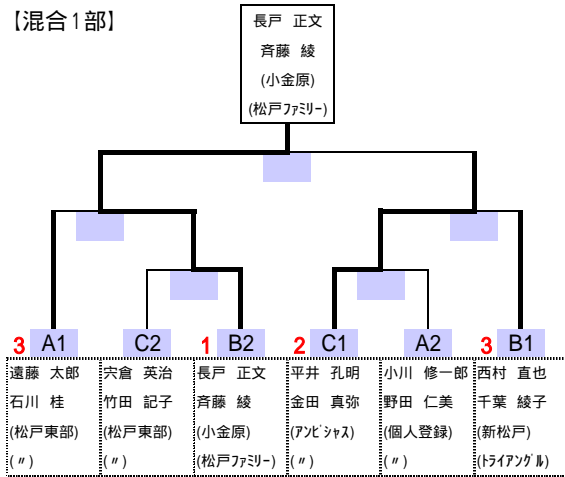 【混合1部】
長戸 正文
斉藤 綾
(小金原)
(松戸ﾌｧﾐﾘｰ)
3 A1 C2 1 B2 2 C1 A2 3 B1
遠藤 太郎 宍倉 英治 長戸 正文 平井 孔明 小川 修一郎 西村 直也
石川 桂 竹田 記子 斉藤 綾 金田 真弥 野田 仁美 千葉 綾子
(松戸東部) (松戸東部) (小金原) (ｱﾝﾋﾞｼｬｽ) (個人登録) (新松戸)
(〃) (〃) (松戸ﾌｧﾐﾘｰ) (〃) (〃) (ﾄﾗｲｱﾝｸﾞﾙ)